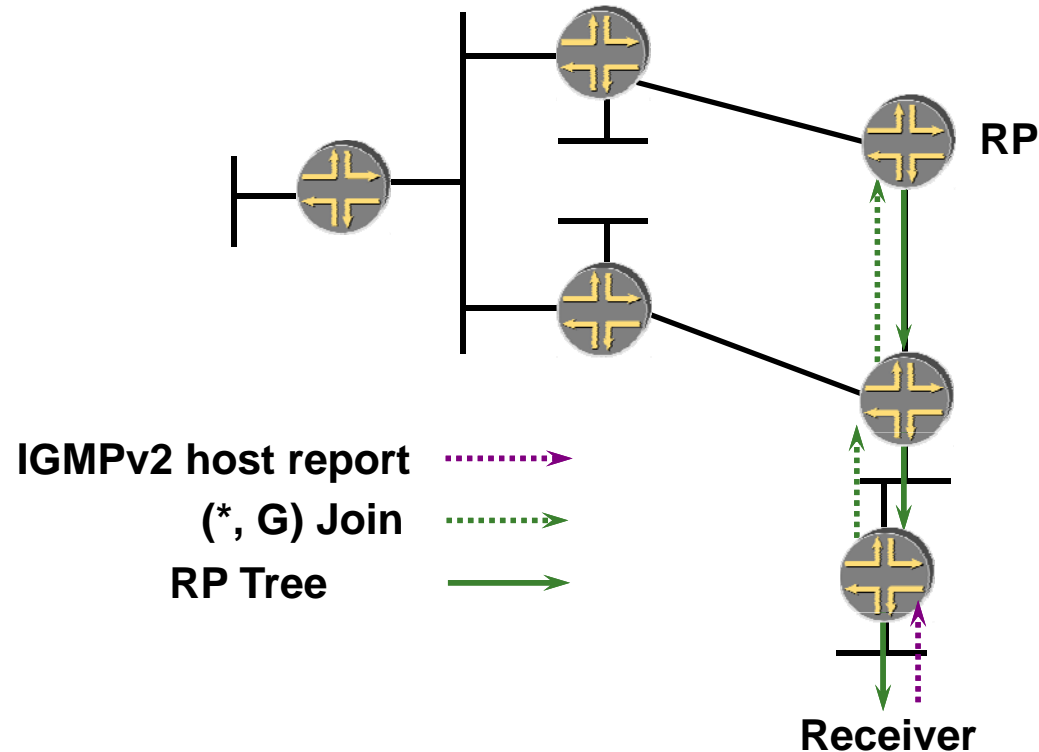 RP
IGMPv2 host report
(*, G) Join
RP Tree
Receiver